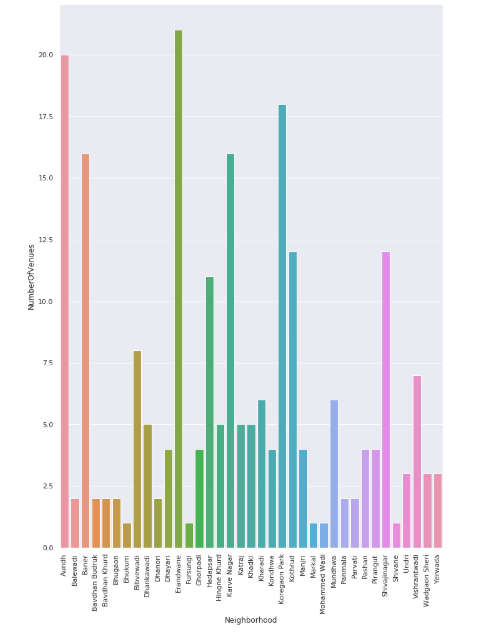 NumberOfVenues
20.0
17.5
15.0
12.5
10.0
7.5
5.0
2.5
0.0
Aundh
Balewadi
Baner
Bavdhan Budruk
Bavdhan Khurd
Bhugaon
Bhukum
Bibvewadi
Dhankawadi
Dhanori
Dhayari
Erandwane
Fursungi
Ghorpadi
Hadapsar
Hingne Khurd
Karve Nagar
Katraj
Khadki
Kharadi
Kondhwa
Koregaon Park
Kothrud
Manjri
Markal
Mohammed Wadi
Mundhwa
Panmala
Parvati
Pashan
Pirangut
Shivajinagar
Shivane
Undri
Vishrantwadi
Wadgaon Sheri
Yerwada
Neighborhood